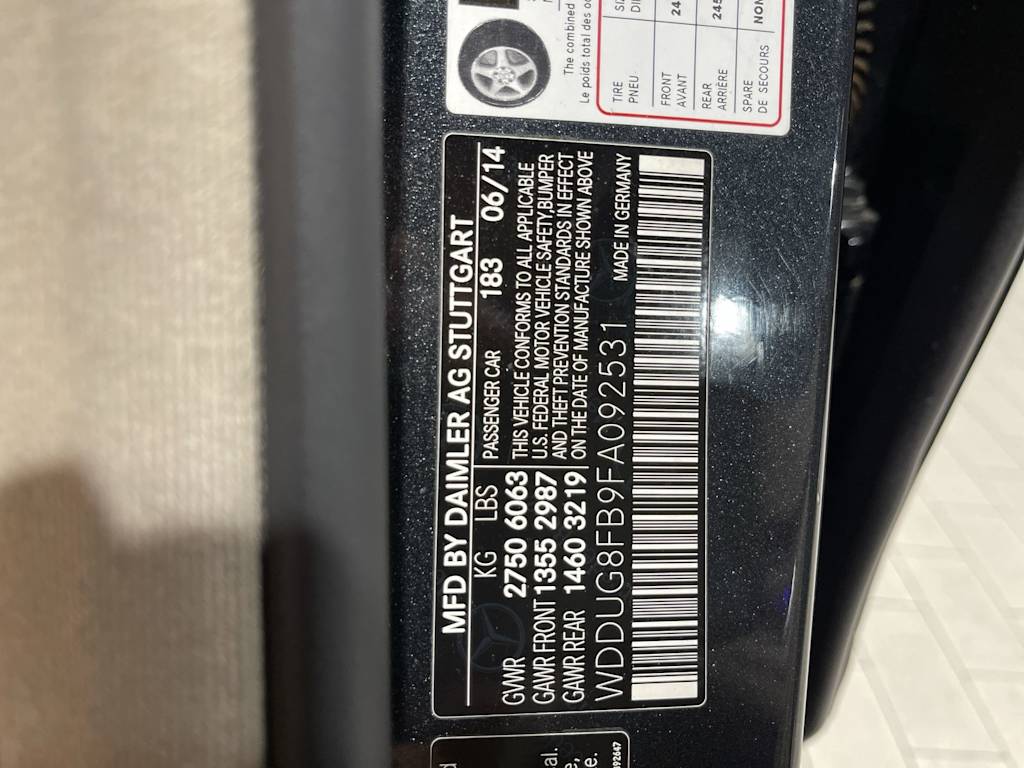 MFD BY DAIMLER AG STUTTGART
KG LBS
GVWR 2750 6063
GAWR FRONT 1355 2987
GAWR REAR 1460 3219
PASSENGER CAR 183 06/14
THIS VEHICLE CONFORMS TO ALL APPLICABLE
U.S. FEDERAL MOTOR VEHICLE SAFETY,BUMPER
AND THEFT PREVENTION STANDARDS IN EFFECT
ON THE DATE OF MANUFACTURE SHOWN ABOVE
WDDUG8FB9FA092531 MADE IN GERMANY
The combined
Le poids total des
TIRE
PNEU
FRONT
AVANT
REAR 245
ARRIÈRE
SPARE
DE SECOURS